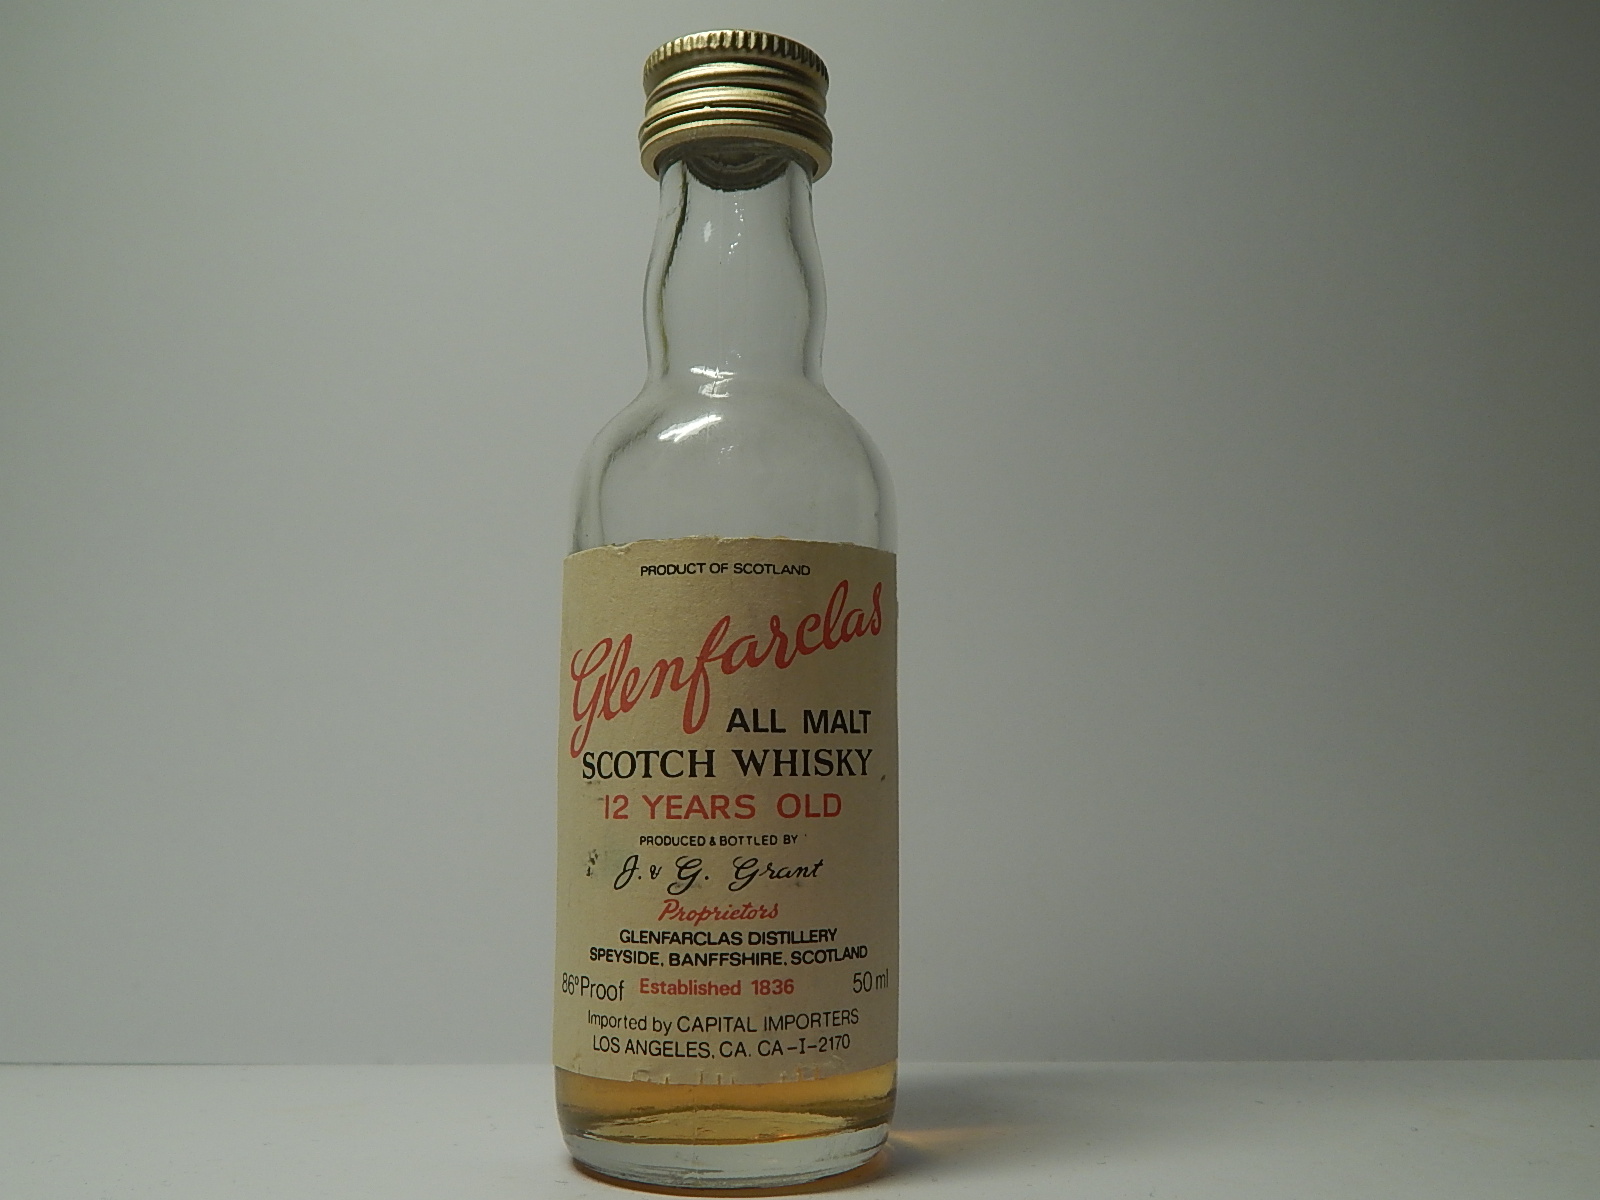 PRODUCT OF SCOTLAND
Glenfarclas
ALL MALT
SCOTCH WHISKY
12 YEARS OLD
PRODUCED & BOTTLED BY
J. & G. Grant
Proprietors
GLENFARCLAS DISTILLERY
SPEYSIDE, BANFFSHIRE, SCOTLAND
86° Proof Established 1836 50 ml
Imported by CAPITAL IMPORTERS
LOS ANGELES, CA. CA-I-2170